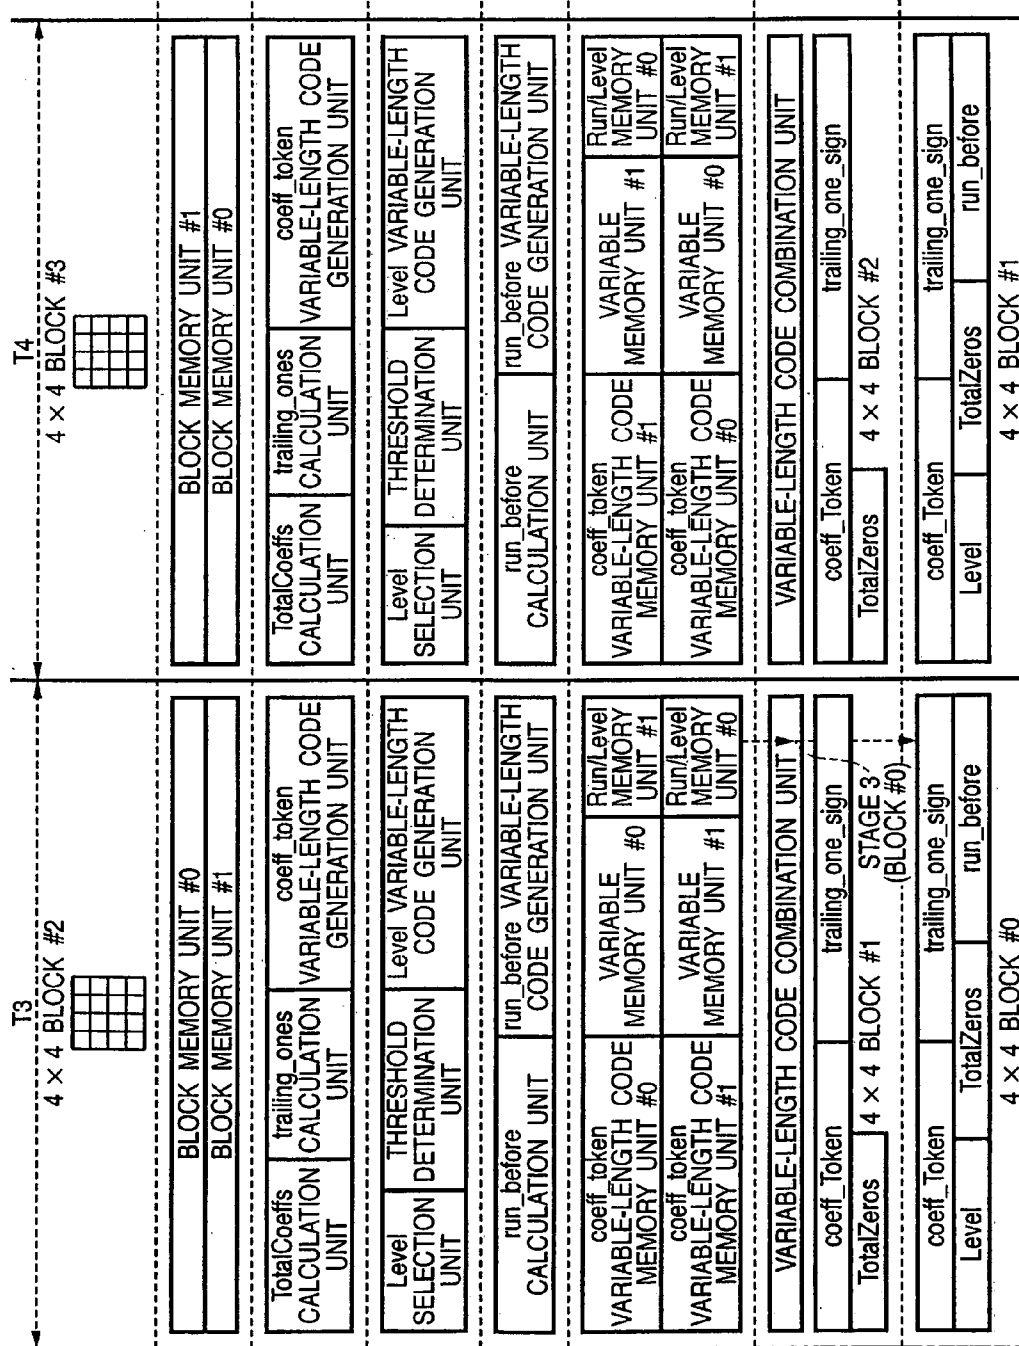 T3
4 × 4 BLOCK #2
BLOCK MEMORY UNIT #0
BLOCK MEMORY UNIT #1
TotalCoeffs
CALCULATION
UNIT
trailing_ones
CALCULATION
UNIT
coeff_token
VARIABLE-LENGTH CODE
GENERATION UNIT
Level
SELECTION
UNIT
THRESHOLD
DETERMINATION
UNIT
Level VARIABLE-LENGTH
CODE GENERATION
UNIT
run_before
CALCULATION UNIT
run_before VARIABLE-LENGTH
CODE GENERATION UNIT
coeff_token
VARIABLE-LENGTH CODE
MEMORY UNIT #0
VARIABLE
MEMORY UNIT #0
Run/Level
MEMORY
UNIT #1
coeff_token
VARIABLE-LENGTH CODE
MEMORY UNIT #1
VARIABLE
MEMORY UNIT #1
Run/Level
MEMORY
UNIT #0
VARIABLE-LENGTH CODE COMBINATION UNIT
coeff_Token
trailing_one_sign
TotalZeros
4 × 4 BLOCK #1
STAGE 3
(BLOCK #0)
coeff_Token
trailing_one_sign
Level
TotalZeros
run_before
4 × 4 BLOCK #0
T4
4 × 4 BLOCK #3
BLOCK MEMORY UNIT #1
BLOCK MEMORY UNIT #0
TotalCoeffs
CALCULATION
UNIT
trailing_ones
CALCULATION
UNIT
coeff_token
VARIABLE-LENGTH CODE
GENERATION UNIT
Level
SELECTION
UNIT
THRESHOLD
DETERMINATION
UNIT
Level VARIABLE-LENGTH
CODE GENERATION
UNIT
run_before
CALCULATION UNIT
run_before VARIABLE-LENGTH
CODE GENERATION UNIT
coeff_token
VARIABLE-LENGTH CODE
MEMORY UNIT #1
VARIABLE
MEMORY UNIT #1
Run/Level
MEMORY
UNIT #0
coeff_token
VARIABLE-LENGTH CODE
MEMORY UNIT #0
VARIABLE
MEMORY UNIT #0
Run/Level
MEMORY
UNIT #1
VARIABLE-LENGTH CODE COMBINATION UNIT
coeff_Token
trailing_one_sign
TotalZeros
4 × 4 BLOCK #2
coeff_Token
trailing_one_sign
Level
TotalZeros
run_before
4 × 4 BLOCK #1